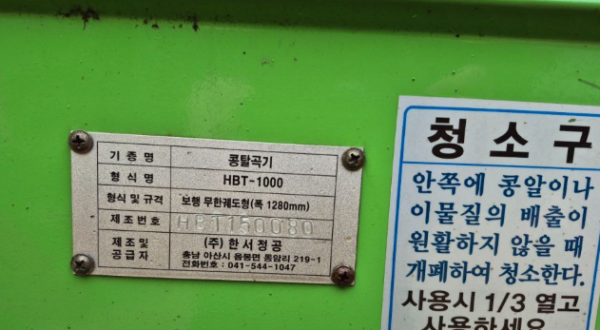 기종명 콩탈곡기
형식명 HBT-1000
형식 및 규격 보행 무한궤도형(폭 1280mm)
제조번호 HBT150080
제조및 공급자 (주) 한서정공
충남 아산시 음봉면 동암리 219-1
전화번호 : 041-544-1047
청소구
안쪽에 콩알이나
이물질의 배출이
원활하지 않을 때
개폐하여 청소한다.
사용시 1/3 열고
사용하세요